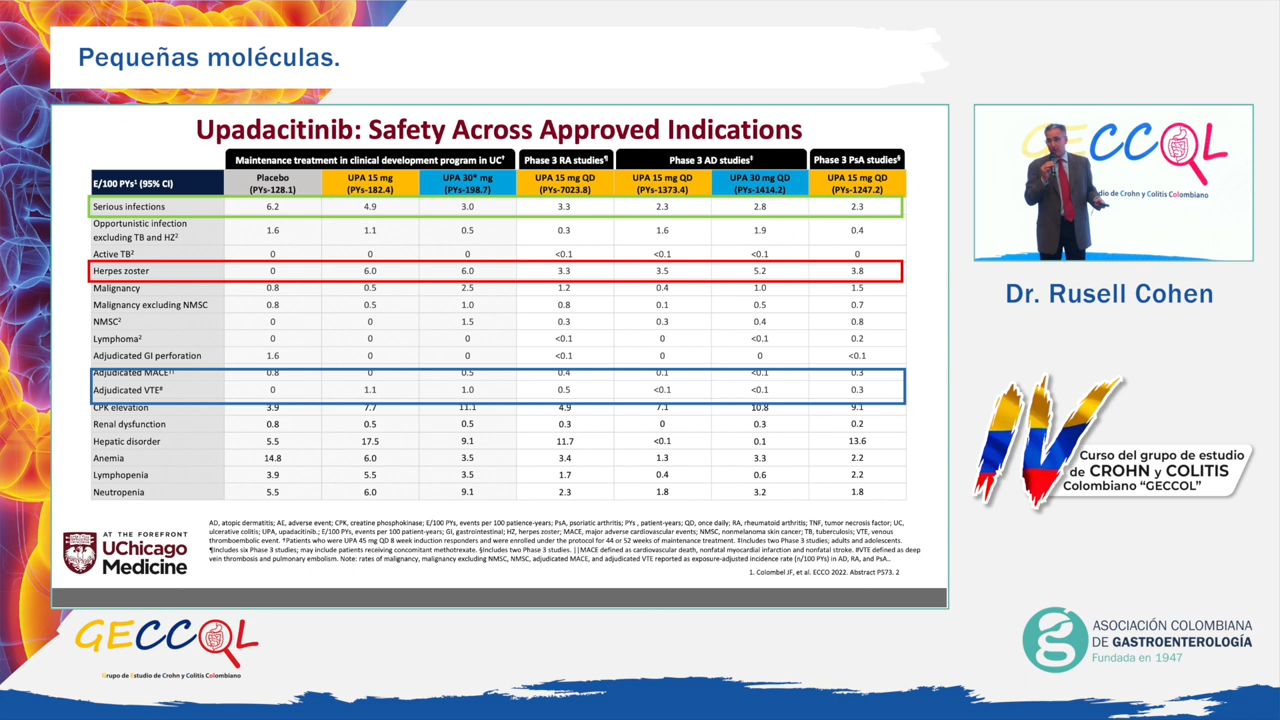 Pequeñas moléculas.
Upadacitinib: Safety Across Approved Indications
Maintenance treatment in clinical development program in UC† Phase 3 RA studies¶ Phase 3 AD studies‡ Phase 3 PsA studies§
E/100 PYs¹ (95% CI) Placebo (PYs-128.1) UPA 15 mg (PYs-182.4) UPA 30* mg (PYs-198.7) UPA 15 mg QD (PYs-7023.8) UPA 15 mg QD (PYs-1373.4) UPA 30 mg QD (PYs-1414.2) UPA 15 mg QD (PYs-1247.2)
Serious infections 6.2 4.9 3.0 3.3 2.3 2.8 2.3
Opportunistic infection excluding TB and HZ² 1.6 1.1 0.5 0.3 1.6 1.9 0.4
Active TB² 0 0 0 <0.1 <0.1 <0.1 0
Herpes zoster 0 6.0 6.0 3.3 3.5 5.2 3.8
Malignancy 0.8 0.5 2.5 1.2 0.4 1.0 1.5
Malignancy excluding NMSC 0.8 0.5 1.0 0.8 0.1 0.5 0.7
NMSC² 0 0 1.5 0.3 0.3 0.4 0.8
Lymphoma² 0 0 0 <0.1 0 <0.1 0.2
Adjudicated GI perforation 1.6 0 0 <0.1 0 0 <0.1
Adjudicated MACE†† 0.8 0 0.5 0.4 0.1 <0.1 0.3
Adjudicated VTE# 0 1.1 1.0 0.5 <0.1 <0.1 0.3
CPK elevation 3.9 7.7 11.1 4.9 7.1 10.8 9.1
Renal dysfunction 0.8 0.5 0.5 0.3 0 0.3 0.2
Hepatic disorder 5.5 17.5 9.1 11.7 <0.1 0.1 13.6
Anemia 14.8 6.0 3.5 3.4 1.3 3.3 2.2
Lymphopenia 3.9 5.5 3.5 1.7 0.4 0.6 2.2
Neutropenia 5.5 6.0 9.1 2.3 1.8 3.2 1.8
AD, atopic dermatitis; AE, adverse event; CPK, creatine phosphokinase; E/100 PYs, events per 100 patience-years; PsA, psoriatic arthritis; PYs , patient-years; QD, once daily; RA, rheumatoid arthritis; TNF, tumor necrosis factor; UC,
ulcerative colitis; UPA, upadacitinib.; E/100 PYs, events per 100 patient-years; GI, gastrointestinal; HZ, herpes zoster; MACE, major adverse cardiovascular events; NMSC, nonmelanoma skin cancer; TB, tuberculosis; VTE, venous
thromboembolic event. †Patients who were UPA 45 mg QD 8 week induction responders and were enrolled under the protocol for 44 or 52 weeks of maintenance treatment. ‡Includes two Phase 3 studies; adults and adolescents.
¶Includes six Phase 3 studies; may include patients receiving concomitant methotrexate. §Includes two Phase 3 studies. ||MACE defined as cardiovascular death, nonfatal myocardial infarction and nonfatal stroke. #VTE defined as deep
vein thrombosis and pulmonary embolism. Note: rates of malignancy, malignancy excluding NMSC, NMSC, adjudicated MACE, and adjudicated VTE reported as exposure-adjusted incidence rate (n/100 PYs) in AD, RA, and PsA..
1. Colombel JF, et al. ECCO 2022. Abstract P573. 2
AT THE FOREFRONT
UChicago
Medicine
GECCOL
Grupo de Estudio de Crohn y Colitis Colombiano
GECCOL
dio de Crohn y Colitis Colombiano
Dr. Rusell Cohen
IV
Curso del grupo de estudio
de CROHN y COLITIS
Colombiano “GECCOL”
ASOCIACIÓN COLOMBIANA
DE GASTROENTEROLOGÍA
Fundada en 1947